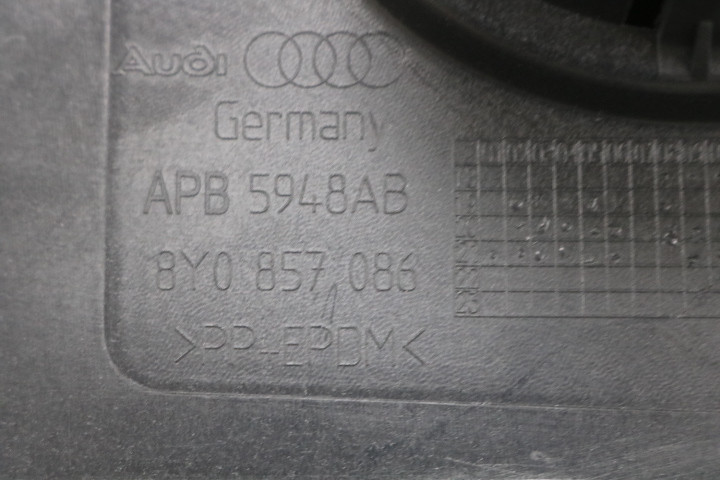 Audi
Germany
APB 5948AB
8Y0 857 086
>PP-EPDM<